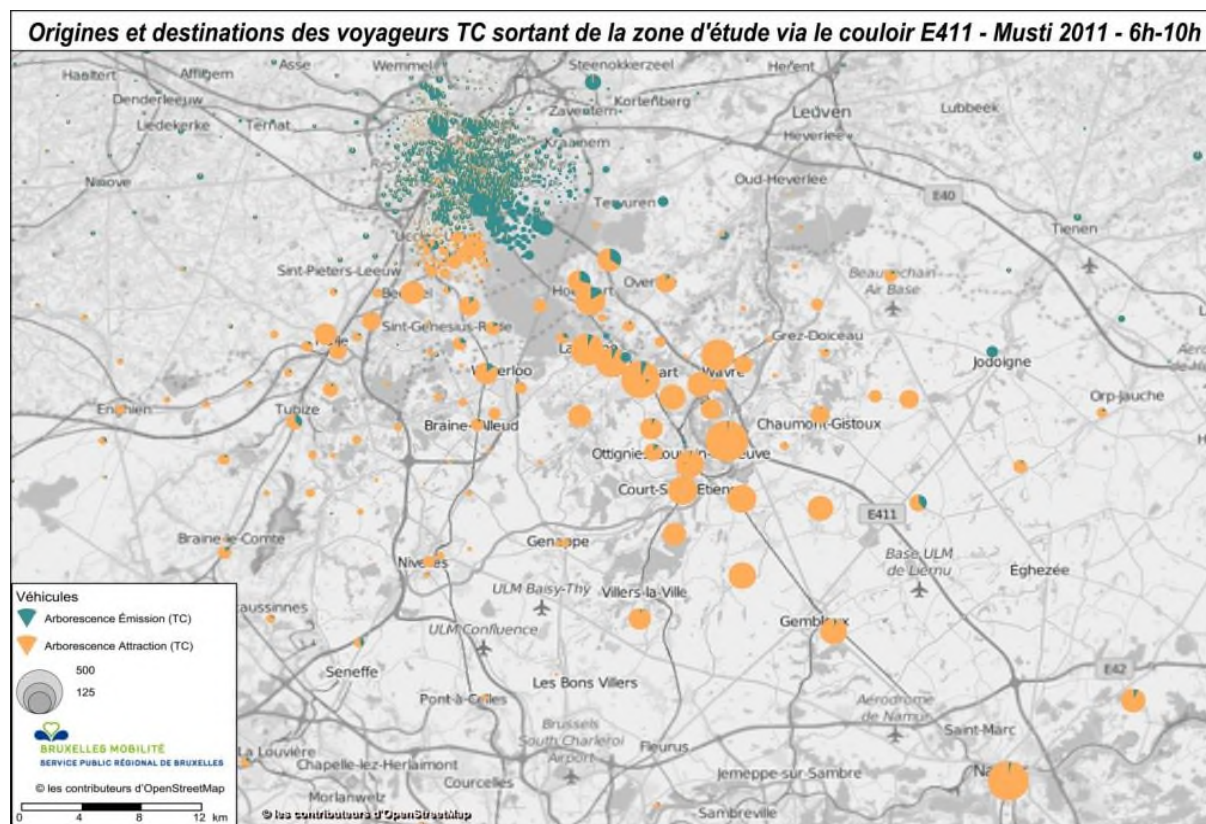 Origines et destinations des voyageurs TC sortant de la zone d'étude via le couloir E411 - Musti 2011 - 6h-10h
Asse
Wemmel
Steenokkerzeel
Herent
Haaltert
Affligem
Denderleeuw
Kortenberg
Zaventem
Leuven
Lubbeek
Liedekerke
Ternat
Heverlee
Kraainem
Ninove
Oud-Heverlee
E40
Tervuren
Tienen
Sint-Pieters-Leeuw
Beauvechain
Air Base
Sint-Genesius-Rode
Grez-Doiceau
Jodoigne
Wavre
Enghien
Tubize
Orp-Jauche
Braine-l'Alleud
Chaumont-Gistoux
Court-Saint-Etienne
E411
Braine-le-Comte
Nivelles
Genappe
Base ULM
de Liernu
Éghezée
ULM Baisy-Thy
Villers-la-Ville
Gembloux
ULM Confluence
Seneffe
E42
Les Bons Villers
Pont-à-Celles
Aérodrome
de Namur
Saint-Marc
Brussels
South Charleroi
Airport
Fleurus
La Louvière
Chapelle-lez-Herlaimont
Courcelles
Jemeppe-sur-Sambre
Morlanwelz
Sambreville
Véhicules
Arborescence Émission (TC)
Arborescence Attraction (TC)
500
125
BRUXELLES MOBILITÉ
SERVICE PUBLIC RÉGIONAL DE BRUXELLES
© les contributeurs d'OpenStreetMap
0 4 8 12 km
© les contributeurs d'OpenStreetMap